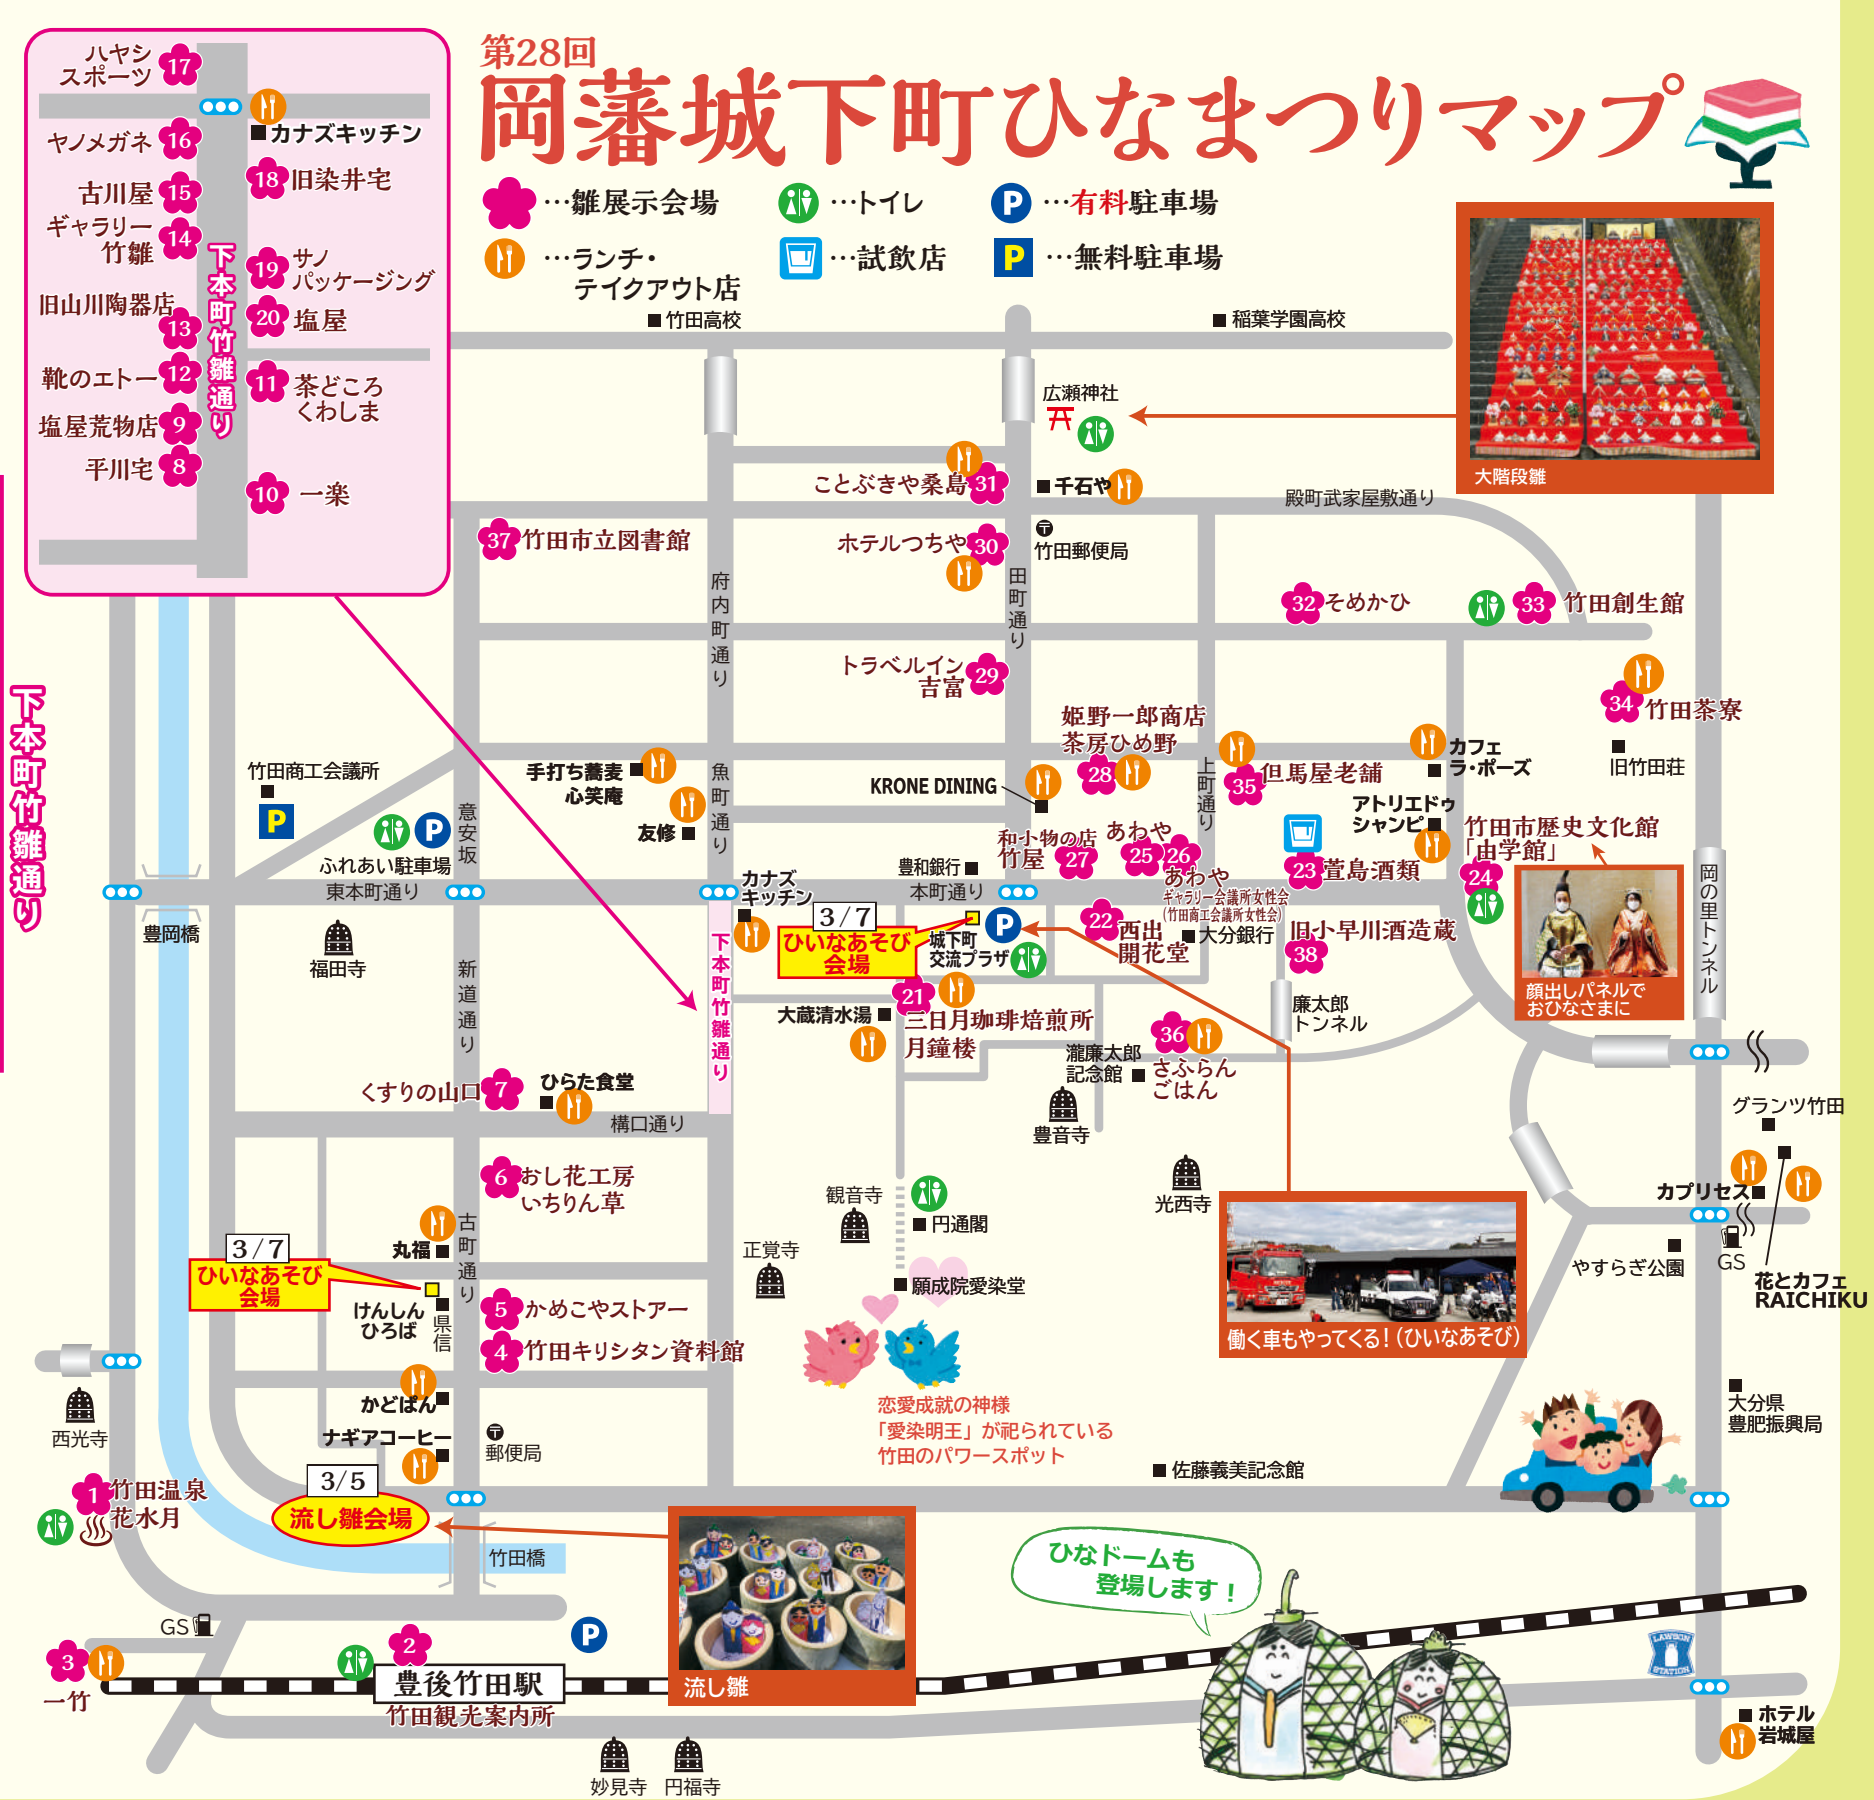 第28回
岡藩城下町ひなまつりマップ
…雛展示会場
…トイレ
P
…有料駐車場
…ランチ・
テイクアウト店
…試飲店
P
…無料駐車場
ハヤシ
スポーツ
17
カナズキッチン
ヤノメガネ
16
18
旧染井宅
古川屋
15
ギャラリー
竹雛
14
19
サノ
パッケージング
旧山川陶器店
13
20
塩屋
靴のエトー
12
11
茶どころ
くわしま
塩屋荒物店
9
平川宅
8
10
一楽
下本町竹雛通り
下本町竹雛通り
竹田高校
稲葉学園高校
広瀬神社
大階段雛
ことぶきや桑島
31
千石や
殿町武家屋敷通り
37
竹田市立図書館
ホテルつちや
30
竹田郵便局
府内町通り
田町通り
32
そめかひ
33
竹田創生館
トラベルイン
吉富
29
34
竹田茶寮
旧竹田荘
姫野一郎商店
茶房ひめ野
28
上町通り
35
但馬屋老舗
カフェ
ラ・ポーズ
竹田商工会議所
P
手打ち蕎麦
心笑庵
友修
魚町通り
KRONE DINING
アトリエドゥ
シャンピ
意安坂
P
ふれあい駐車場
東本町通り
和小物の店
竹屋
27
あわや
25
26
あわや
ギャラリー会議所女性会
(竹田商工会議所女性会)
23
萱島酒類
竹田市歴史文化館
「由学館」
24
豊和銀行
本町通り
カナズ
キッチン
3/7
ひいなあそび
会場
城下町
交流プラザ
P
22
西出
開花堂
大分銀行
旧小早川酒造蔵
38
顔出しパネルで
おひなさまに
岡の里トンネル
豊岡橋
福田寺
新道通り
下本町竹雛通り
大蔵清水湯
21
三日月珈琲焙煎所
月鐘楼
廉太郎
トンネル
瀧廉太郎
記念館
36
さふらん
ごはん
豊音寺
くすりの山口
7
ひらた食堂
構口通り
グランツ竹田
6
おし花工房
いちりん草
観音寺
円通閣
光西寺
カプリセス
丸福
古町通り
3/7
ひいなあそび
会場
正覚寺
やすらぎ公園
GS
花とカフェ
RAICHIKU
けんしん
ひろば
県信
5
かめこやストアー
4
竹田キリシタン資料館
願成院愛染堂
働く車もやってくる!(ひいなあそび)
かどぱん
恋愛成就の神様
「愛染明王」が祀られている
竹田のパワースポット
大分県
豊肥振興局
西光寺
ナギアコーヒー
郵便局
佐藤義美記念館
1
竹田温泉
花水月
3/5
流し雛会場
竹田橋
流し雛
ひなドームも
登場します!
GS
3
一竹
2
豊後竹田駅
竹田観光案内所
P
LAWSON
STATION
ホテル
岩城屋
妙見寺
円福寺